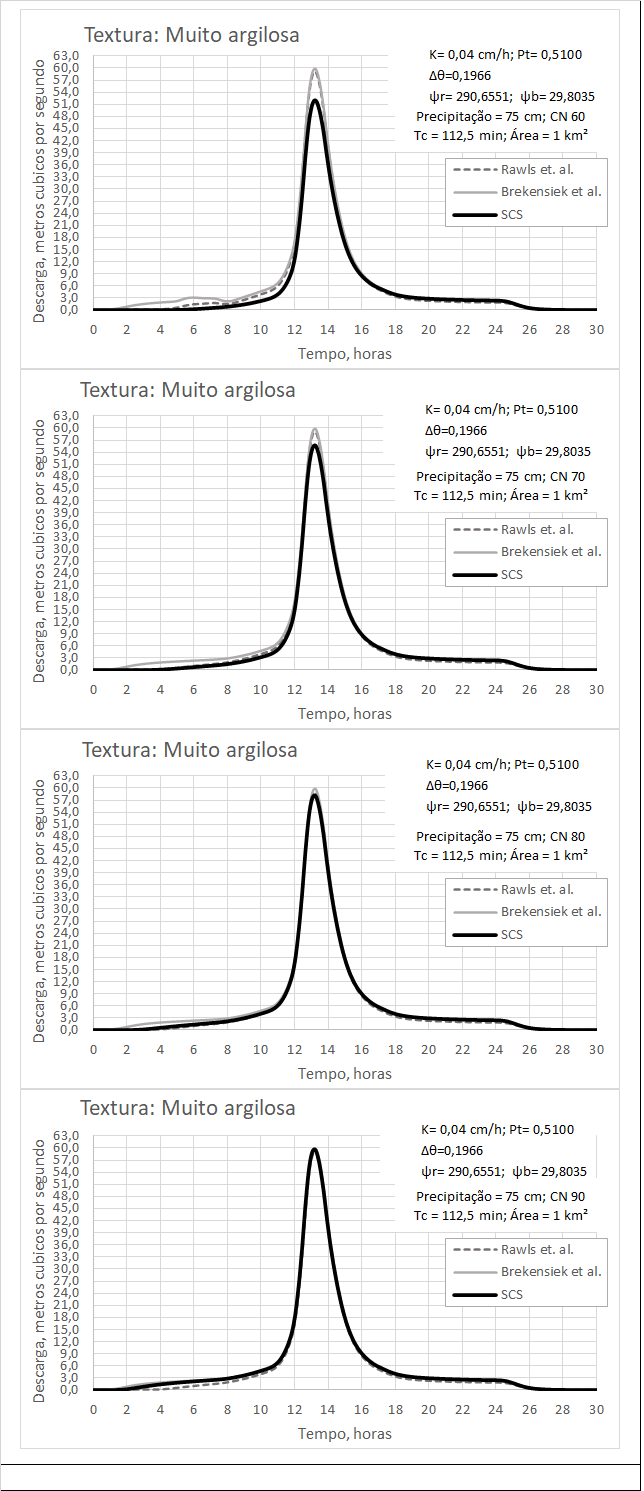 Textura: Muito argilosa
K= 0,04 cm/h; Pt= 0,5100
Δθ=0,1966
ψr= 290,6551; ψb= 29,8035
Precipitação = 75 cm; CN 60
Tc = 112,5 min; Área = 1 km²
Descarga, metros cubicos por segundo
63,0
60,0
57,0
54,0
51,0
48,0
45,0
42,0
39,0
36,0
33,0
30,0
27,0
24,0
21,0
18,0
15,0
12,0
9,0
6,0
3,0
0,0
Rawls et. al.
Brekensiek et al.
SCS
0 2 4 6 8 10 12 14 16 18 20 22 24 26 28 30
Tempo, horas
Textura: Muito argilosa
K= 0,04 cm/h; Pt= 0,5100
Δθ=0,1966
ψr= 290,6551; ψb= 29,8035
Precipitação = 75 cm; CN 70
Tc = 112,5 min; Área = 1 km²
Descarga, metros cubicos por segundo
63,0
60,0
57,0
54,0
51,0
48,0
45,0
42,0
39,0
36,0
33,0
30,0
27,0
24,0
21,0
18,0
15,0
12,0
9,0
6,0
3,0
0,0
Rawls et. al.
Brekensiek et al.
SCS
0 2 4 6 8 10 12 14 16 18 20 22 24 26 28 30
Tempo, horas
Textura: Muito argilosa
K= 0,04 cm/h; Pt= 0,5100
Δθ=0,1966
ψr= 290,6551; ψb= 29,8035
Precipitação = 75 cm; CN 80
Tc = 112,5 min; Área = 1 km²
Descarga, metros cubicos por segundo
63,0
60,0
57,0
54,0
51,0
48,0
45,0
42,0
39,0
36,0
33,0
30,0
27,0
24,0
21,0
18,0
15,0
12,0
9,0
6,0
3,0
0,0
Rawls et. al.
Brekensiek et al.
SCS
0 2 4 6 8 10 12 14 16 18 20 22 24 26 28 30
Tempo, horas
Textura: Muito argilosa
K= 0,04 cm/h; Pt= 0,5100
Δθ=0,1966
ψr= 290,6551; ψb= 29,8035
Precipitação = 75 cm; CN 90
Tc = 112,5 min; Área = 1 km²
Descarga, metros cubicos por segundo
63,0
60,0
57,0
54,0
51,0
48,0
45,0
42,0
39,0
36,0
33,0
30,0
27,0
24,0
21,0
18,0
15,0
12,0
9,0
6,0
3,0
0,0
Rawls et. al.
Brekensiek et al.
SCS
0 2 4 6 8 10 12 14 16 18 20 22 24 26 28 30
Tempo, horas